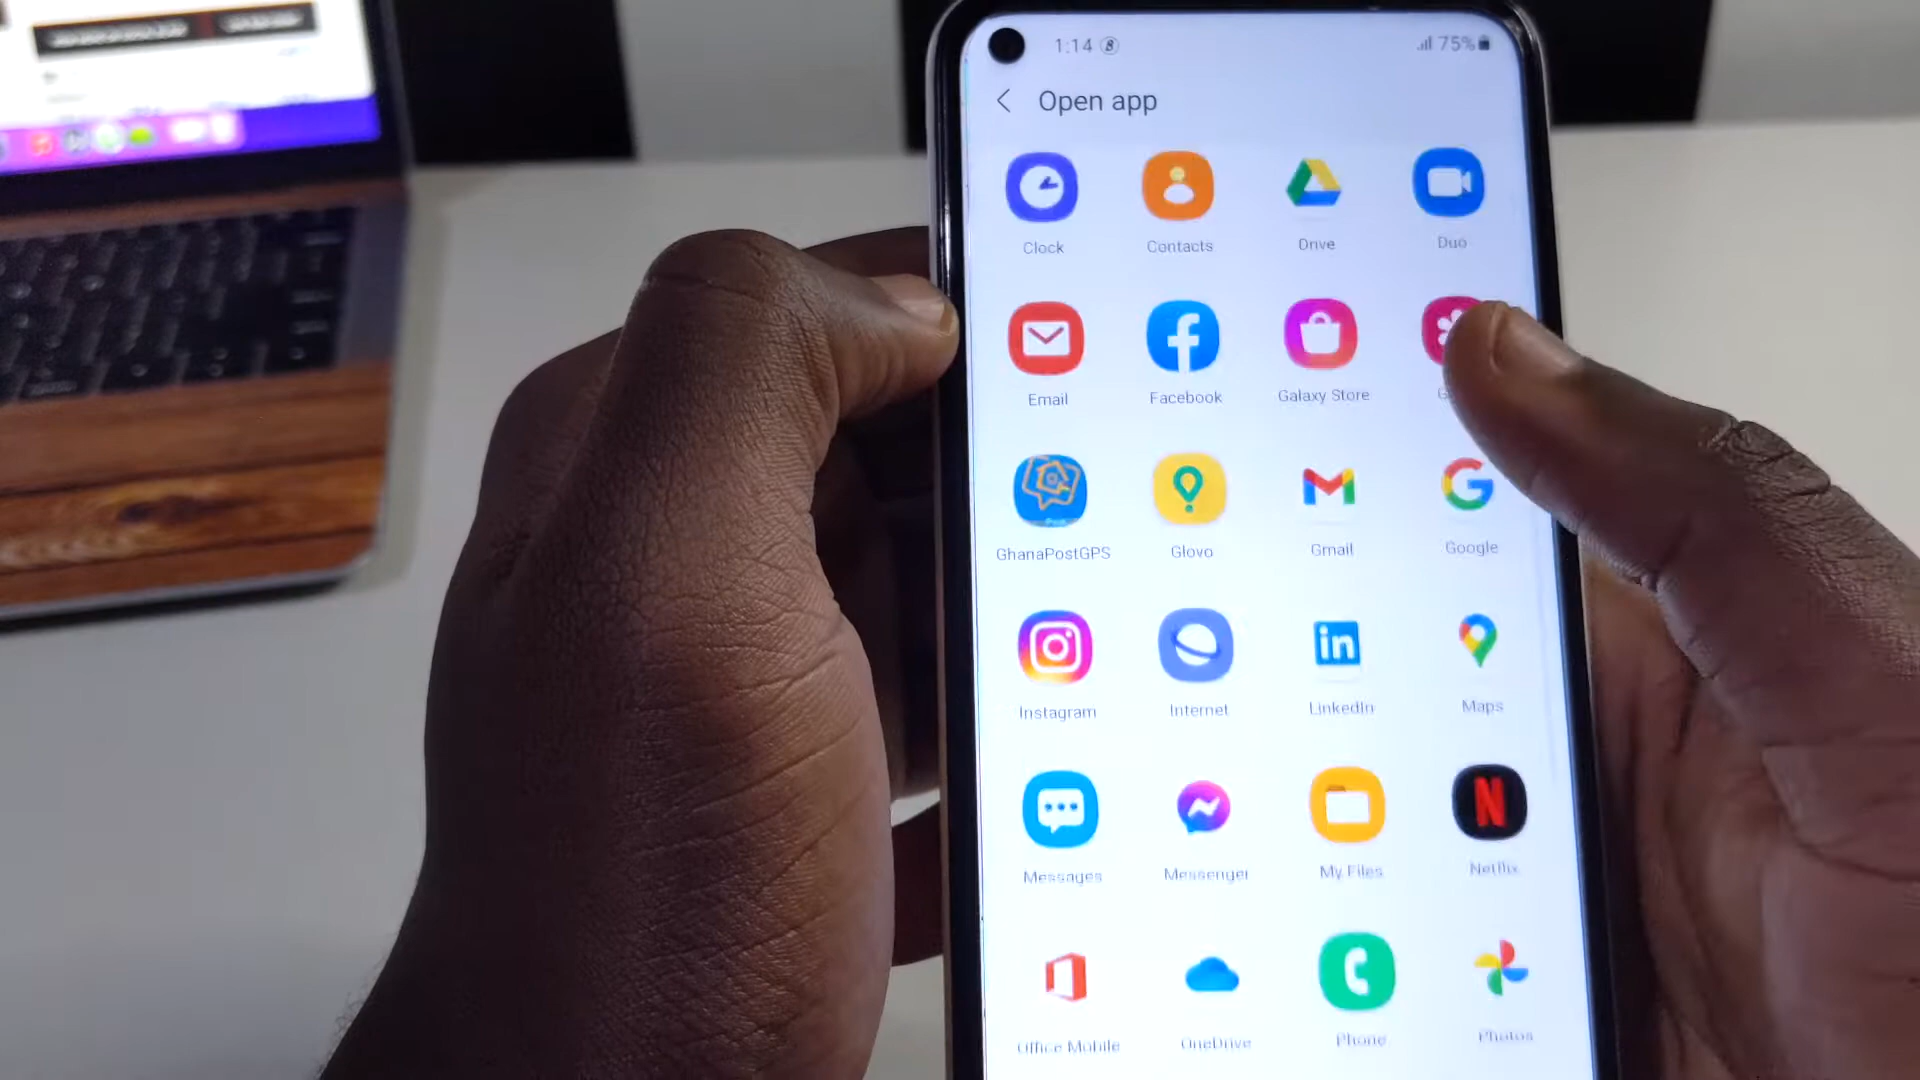 1:14
75%
Open app
Clock
Contacts
Drive
Duo
Email
Facebook
Galaxy Store
GhanaPostGPS
Glovo
Gmail
Google
Instagram
Internet
LinkedIn
Maps
Messages
Messenger
My Files
Netflix
Office Mobile
OneDrive
Phone
Photos